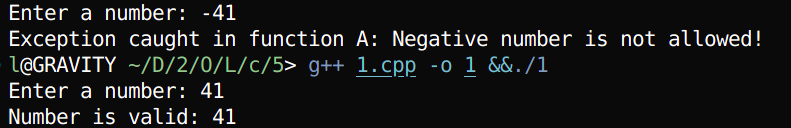 Enter a number: -41
Exception caught in function A: Negative number is not allowed!
l@GRAVITY ~/D/2/O/L/c/5> g++ 1.cpp -o 1 &&./1
Enter a number: 41
Number is valid: 41